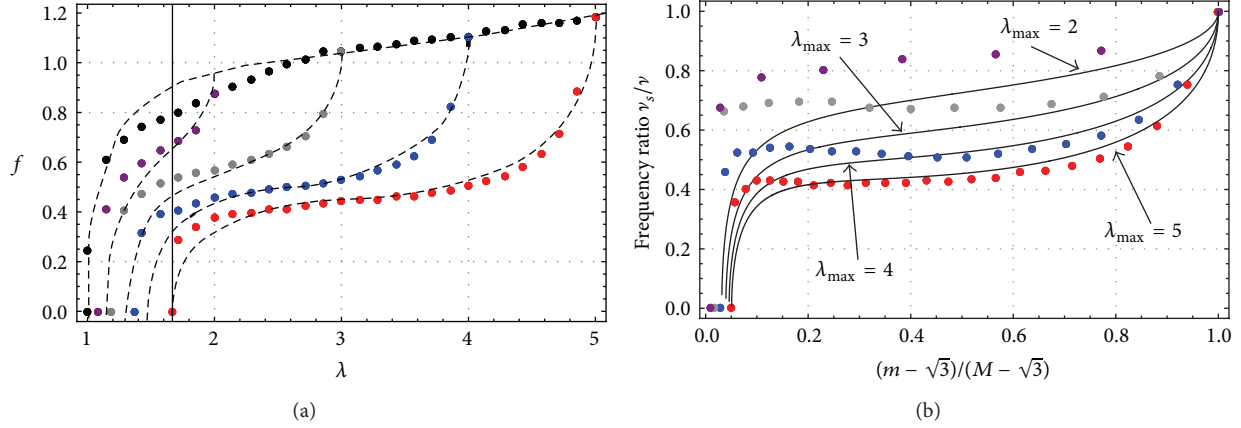 1.2
1.0
0.8
0.6
0.4
0.2
0.0
f
1
2
3
4
5
λ
(a)
1.0
0.8
0.6
0.4
0.2
0.0
Frequency ratio ν_s/ν
λ_max = 2
λ_max = 3
λ_max = 5
λ_max = 4
0.0
0.2
0.4
0.6
0.8
1.0
(m − √3)/(M − √3)
(b)